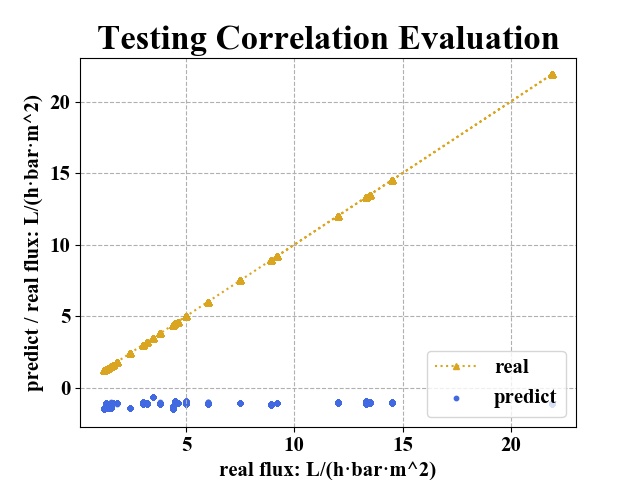 Testing Correlation Evaluation
predict / real flux: L/(h·bar·m^2)
20
15
10
5
0
real
predict
5
10
15
20
real flux: L/(h·bar·m^2)